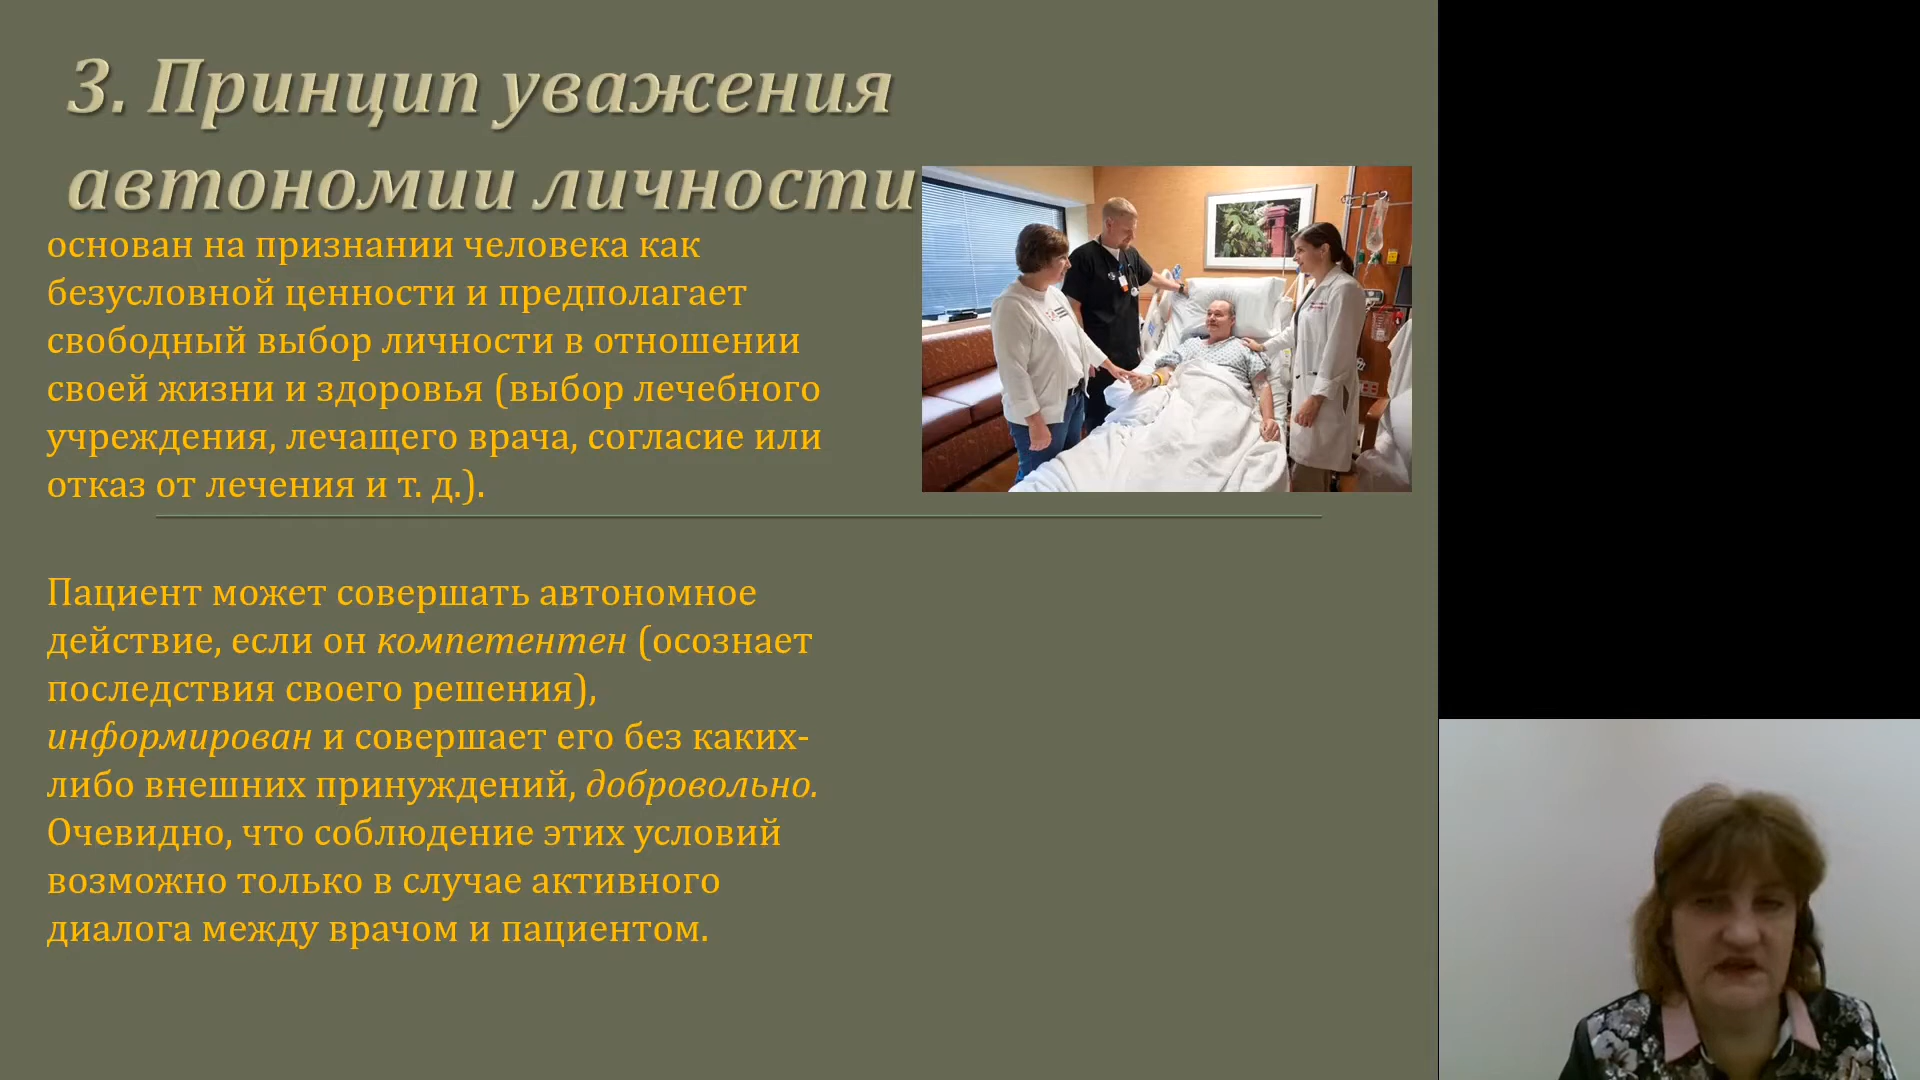 3. Принцип уважения
автономии личности
основан на признании человека как
безусловной ценности и предполагает
свободный выбор личности в отношении
своей жизни и здоровья (выбор лечебного
учреждения, лечащего врача, согласие или
отказ от лечения и т. д.).
Пациент может совершать автономное
действие, если он компетентен (осознает
последствия своего решения),
информирован и совершает его без каких-
либо внешних принуждений, добровольно.
Очевидно, что соблюдение этих условий
возможно только в случае активного
диалога между врачом и пациентом.